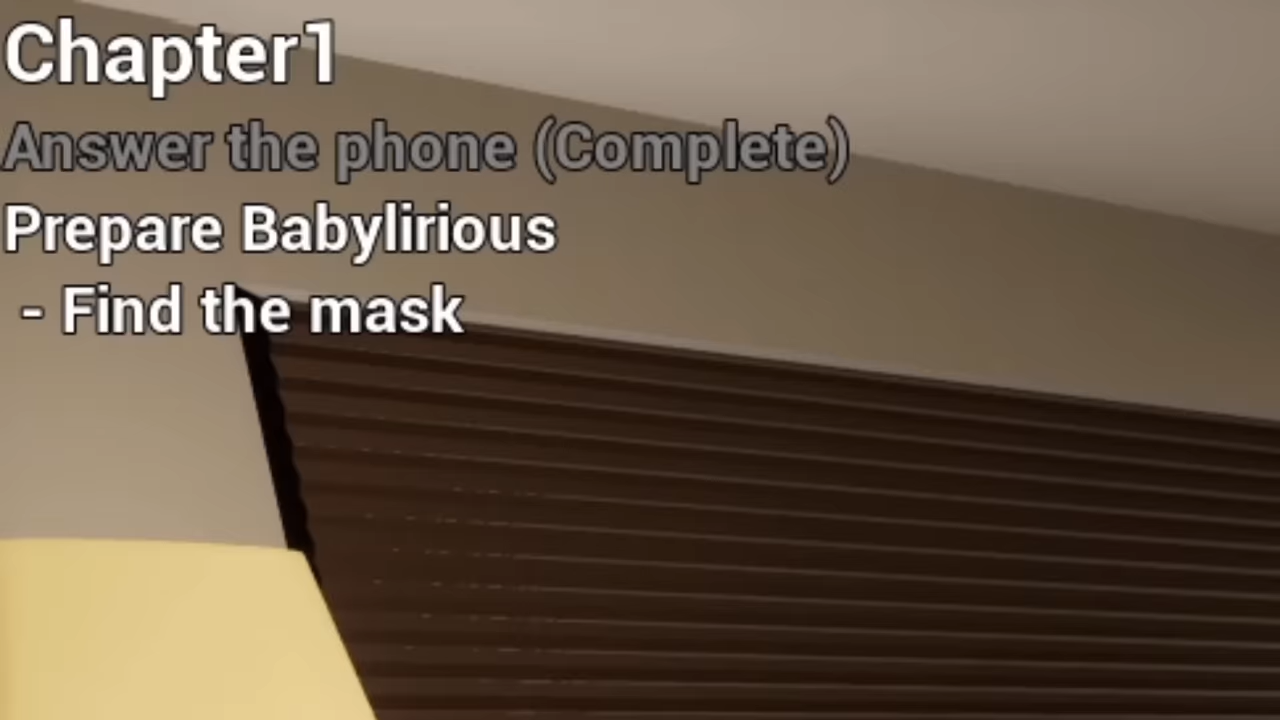 Chapter1
Answer the phone (Complete)
Prepare Babylirious
- Find the mask